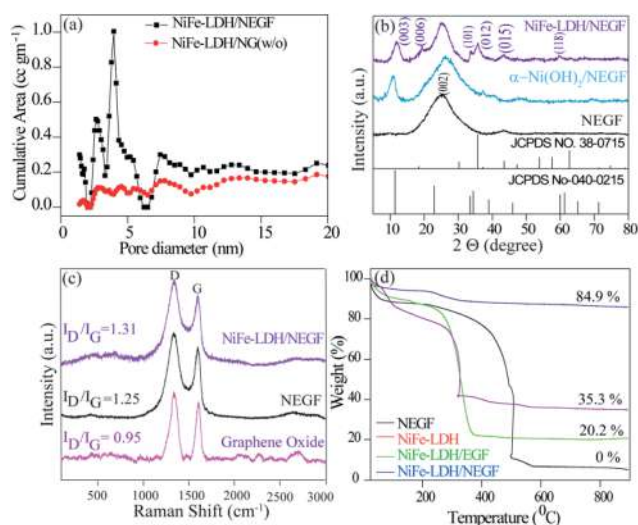 (a)
NiFe-LDH/NEGF
NiFe-LDH/NG(w/o)
Cumulative Area (cc gm⁻¹)
1.0
0.8
0.6
0.4
0.2
0.0
0 5 10 15 20
Pore diameter (nm)
(b)
NiFe-LDH/NEGF
(003)
(006)
(101)
(012)
(015)
(118)
α-Ni(OH)₂/NEGF
(002)
NEGF
JCPDS NO. 38-0715
JCPDS No-040-0215
Intensity (a.u.)
10 20 30 40 50 60 70 80
2 Θ (degree)
(c)
D
G
I_D/I_G=1.31
NiFe-LDH/NEGF
I_D/I_G=1.25
NEGF
I_D/I_G= 0.95
Graphene Oxide
Intensity (a.u.)
500 1000 1500 2000 2500 3000
Raman Shift (cm⁻¹)
(d)
100
80
60
40
20
0
Weight (%)
84.9 %
35.3 %
20.2 %
0 %
NEGF
NiFe-LDH
NiFe-LDH/EGF
NiFe-LDH/NEGF
200 400 600 800
Temperature (⁰C)